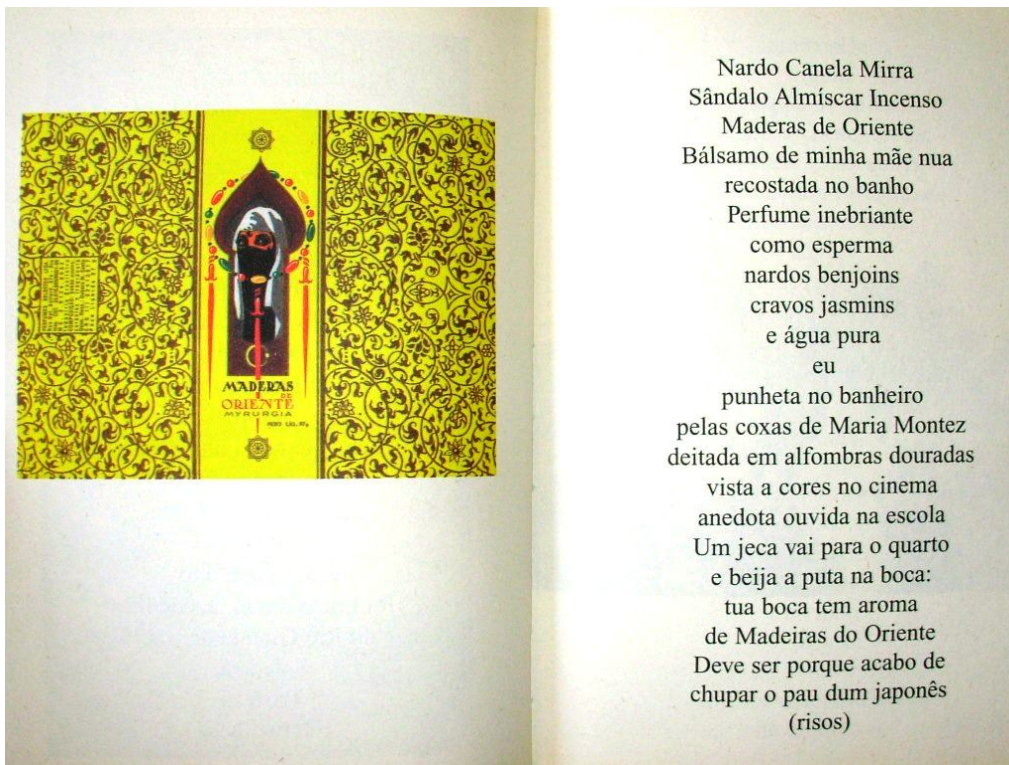 MADERAS
DE
ORIENTE
MYRURGIA
Nardo Canela Mirra
Sândalo Almíscar Incenso
Maderas de Oriente
Bálsamo de minha mãe nua
recostada no banho
Perfume inebriante
como esperma
nardos benjoins
cravos jasmins
e água pura
eu
punheta no banheiro
pelas coxas de Maria Montez
deitada em alfombras douradas
vista a cores no cinema
anedota ouvida na escola
Um jeca vai para o quarto
e beija a puta na boca:
tua boca tem aroma
de Madeiras do Oriente
Deve ser porque acabo de
chupar o pau dum japonês
(risos)